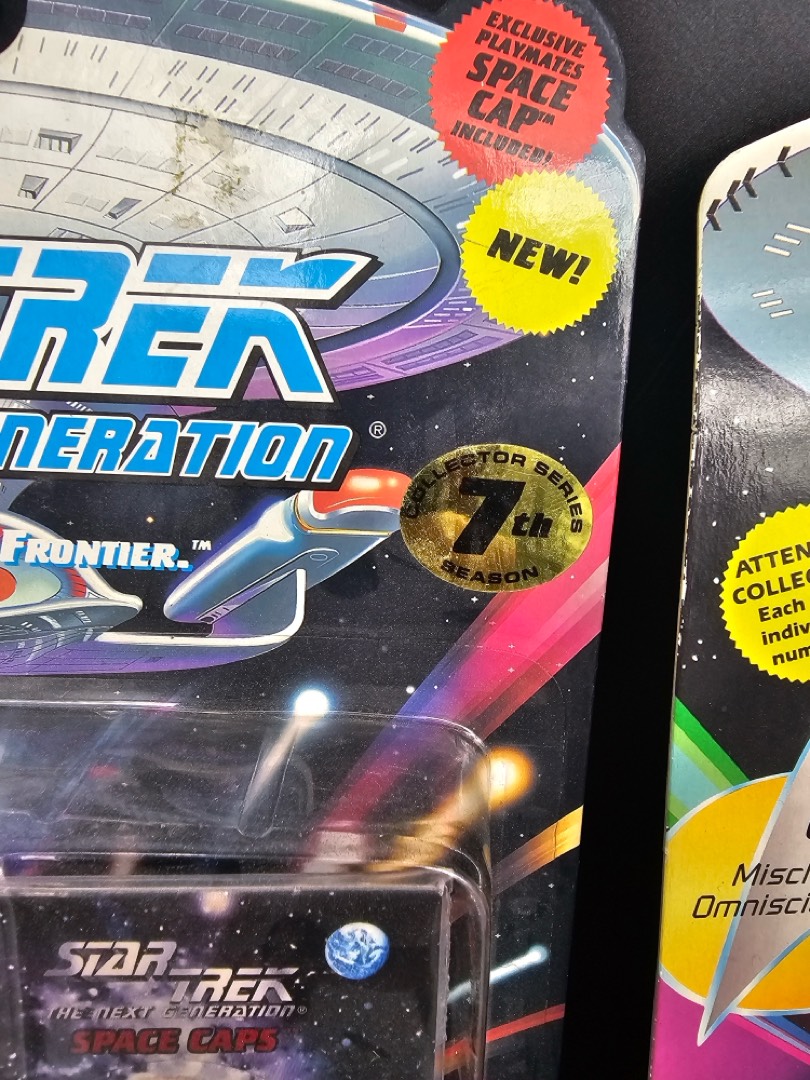 EXCLUSIVE
PLAYMATES
SPACE
CAP™
INCLUDED!
NEW!
TREK
NERATION®
FRONTIER.™
COLLECTOR SERIES
7th
SEASON
STAR
TREK
THE NEXT GENERATION®
SPACE CAPS
ATTEN
COLLEC
Each
indiv
num
Misch
Omnisci